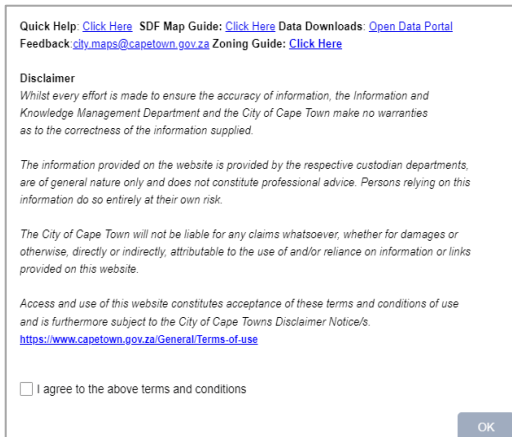 Quick Help: Click Here SDF Map Guide: Click Here Data Downloads: Open Data Portal
Feedback:city.maps@capetown.gov.za Zoning Guide: Click Here
Disclaimer
Whilst every effort is made to ensure the accuracy of information, the Information and
Knowledge Management Department and the City of Cape Town make no warranties
as to the correctness of the information supplied.
The information provided on the website is provided by the respective custodian departments,
are of general nature only and does not constitute professional advice. Persons relying on this
information do so entirely at their own risk.
The City of Cape Town will not be liable for any claims whatsoever, whether for damages or
otherwise, directly or indirectly, attributable to the use of and/or reliance on information or links
provided on this website.
Access and use of this website constitutes acceptance of these terms and conditions of use
and is furthermore subject to the City of Cape Towns Disclaimer Notice/s.
https://www.capetown.gov.za/General/Terms-of-use
I agree to the above terms and conditions
OK